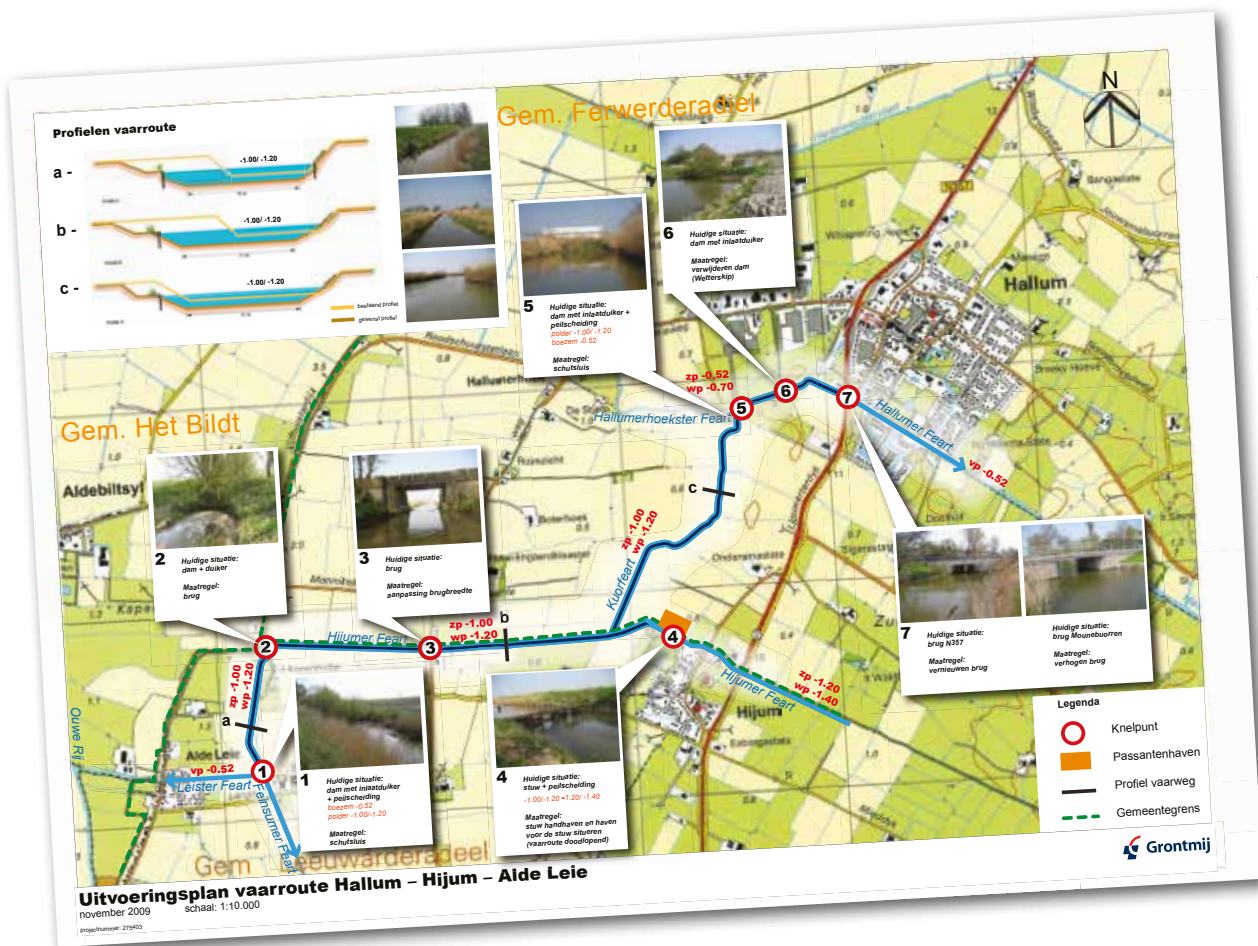 Profielen vaarroute
a -
-1.00/ -1.20
b -
-1.00/ -1.20
c -
-1.00/ -1.20
bestaand profiel
gewenst profiel
Gem. Ferwerderadiel
N
6
Huidige situatie:
dam met inlaatduiker
Maatregel:
verwijderen dam
(Wetterskip)
5
Huidige situatie:
dam met inlaatduiker +
peilscheiding
polder -1.00/ -1.20
boezem -0.52
Maatregel:
schutsluis
N357
Hallum
Gem. Het Bildt
Aldebiltsyl
zp -0.52
wp -0.70
5
6
7
Hallumerhoekster Feart
Hallumer Feart
vp -0.52
c
2
Huidige situatie:
dam + duiker
Maatregel:
brug
3
Huidige situatie:
brug
Maatregel:
aanpassing brugbreedte
zp -1.00
wp -1.20
Kuorfeart
Boterhoek
Ruimzicht
Ondersmastate
b
zp -1.00
wp -1.20
Hijumer Feart
2
3
4
zp -1.00
wp -1.20
a
Ouwe Rij
Alde Leie
vp -0.52
Leister Feart
1
Feinsumer Feart
zp -1.20
wp -1.40
Hijumer Feart
Hijum
1
Huidige situatie:
dam met inlaatduiker
+ peilscheiding
boezem -0.52
polder -1.00/-1.20
Maatregel:
schutsluis
4
Huidige situatie:
stuw + peilscheiding
-1.00/-1.20 +1.20/ -1.40
Maatregel:
stuw handhaven en haven
voor de stuw situeren
(vaarroute doodlopend)
7
Huidige situatie:
brug N357
Maatregel:
vernieuwen brug
Huidige situatie:
brug Mounebuorren
Maatregel:
verhogen brug
Legenda
Knelpunt
Passantenhaven
Profiel vaarweg
Gemeentegrens
Gem Leeuwarderadeel
Grontmij
Uitvoeringsplan vaarroute Hallum – Hijum – Alde Leie
november 2009 schaal: 1:10.000
projectnummer: 275403